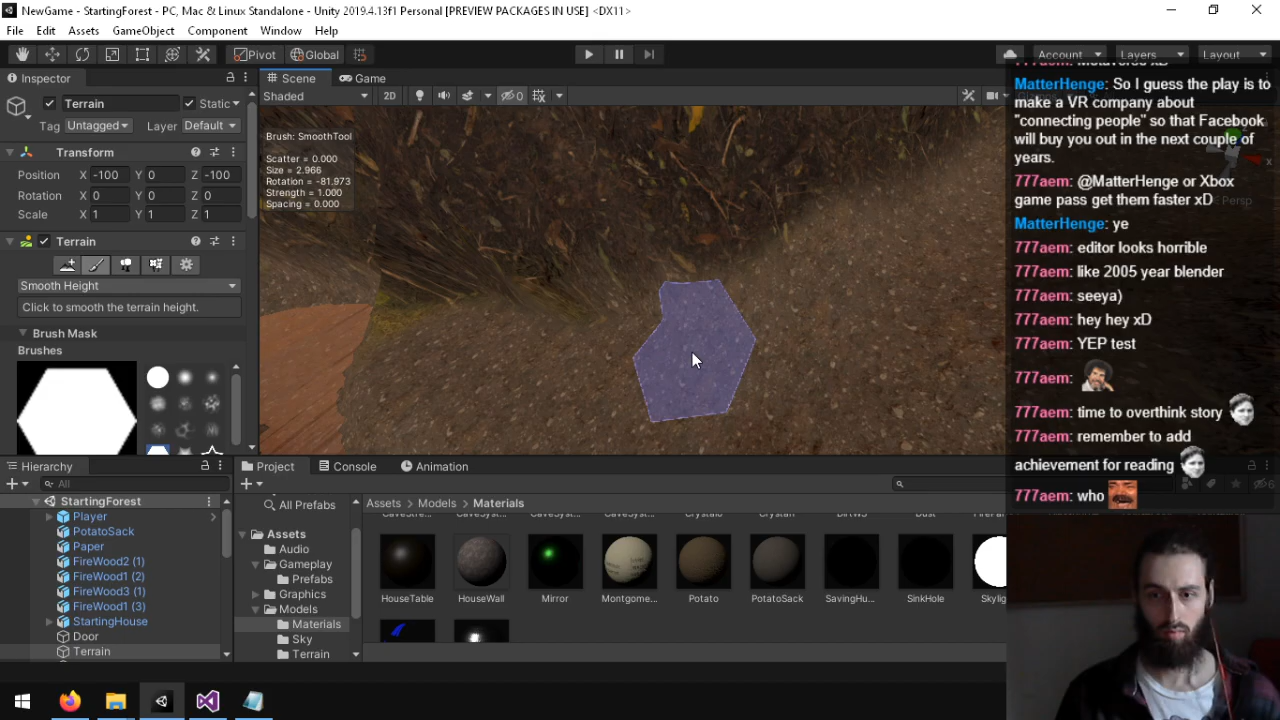 NewGame - StartingForest - PC, Mac & Linux Standalone - Unity 2019.4.13f1 Personal [PREVIEW PACKAGES IN USE] <DX11>
File Edit Assets GameObject Component Window Help
Pivot Global Account Layers Layout
Inspector
Terrain Static
Tag Untagged Layer Default
Transform
Position X -100 Y 0 Z -100
Rotation X 0 Y 0 Z 0
Scale X 1 Y 1 Z 1
Terrain
Smooth Height
Click to smooth the terrain height.
Brush Mask
Brushes
Scene Game
Shaded 2D 0
Brush: SmoothTool
Scatter = 0.000
Size = 2.966
Rotation = -81.973
Strength = 1.000
Spacing = 0.000
MatterHenge: So I guess the play is to
make a VR company about
"connecting people" so that Facebook
will buy you out in the next couple of
years.
777aem: @MatterHenge or Xbox
game pass get them faster xD
MatterHenge: ye
777aem: editor looks horrible
777aem: like 2005 year blender
777aem: seeya)
777aem: hey hey xD
777aem: YEP test
777aem:
777aem: time to overthink story
777aem: remember to add
achievement for reading
777aem: who
Hierarchy
All
StartingForest
Player
PotatoSack
Paper
FireWood2 (1)
FireWood1 (2)
FireWood3 (1)
FireWood1 (3)
StartingHouse
Door
Terrain
Project Console Animation
All Prefabs
Assets
Audio
Gameplay
Prefabs
Graphics
Models
Materials
Sky
Terrain
Assets Models Materials
HouseTable HouseWall Mirror Montgome... Potato PotatoSack SavingHu... SinkHole